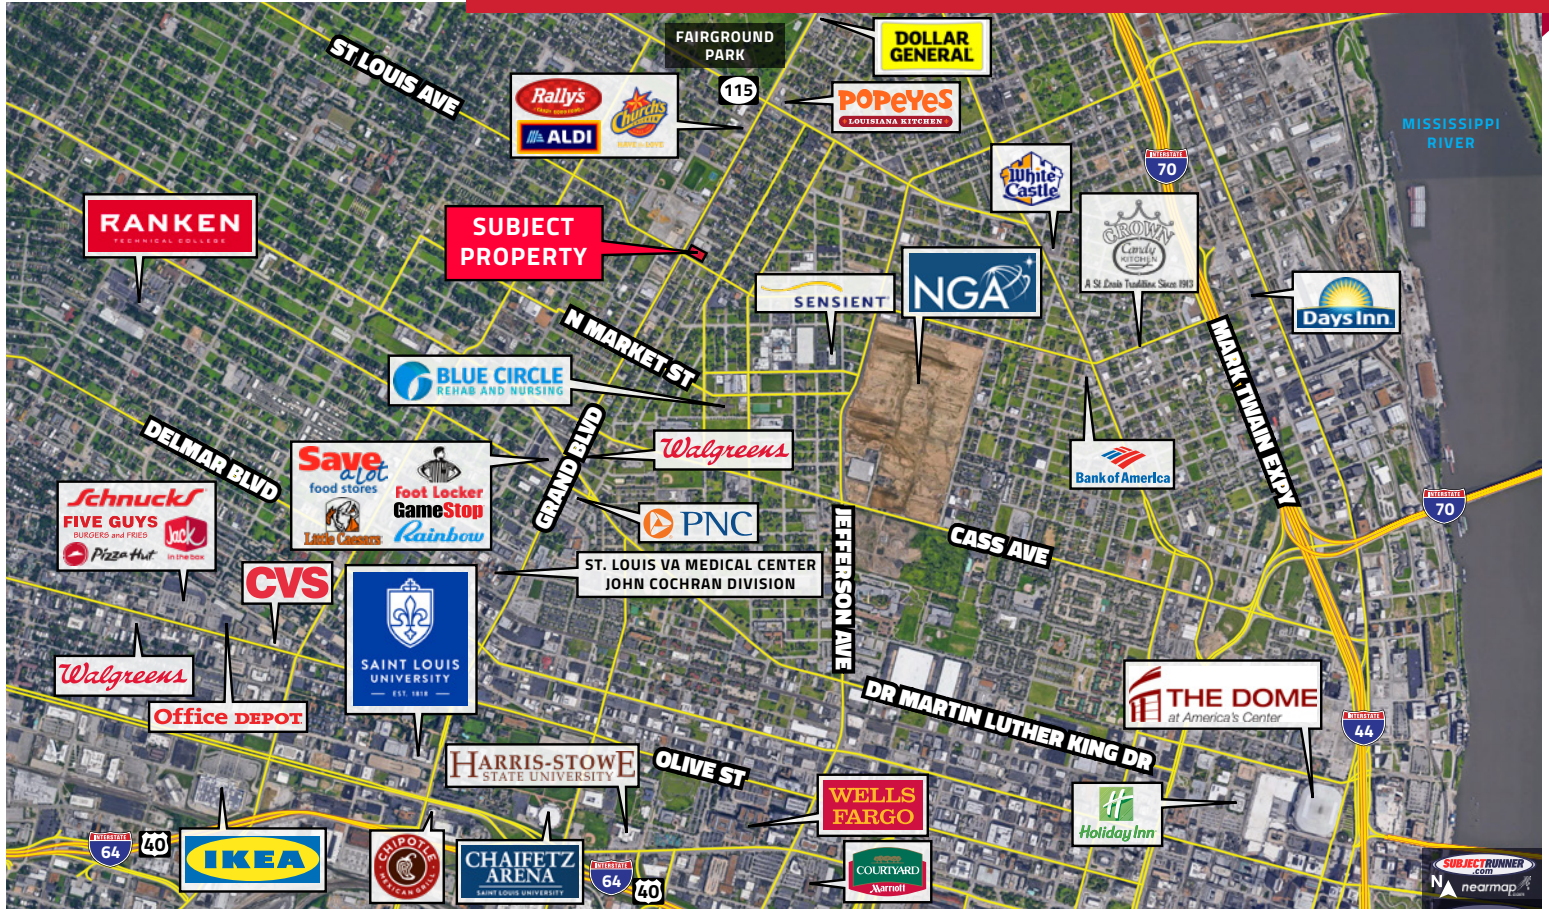 FAIRGROUND
PARK
115
DOLLAR
GENERAL
ST LOUIS AVE
Rally's
ALDI
Church's
POPEYES
LOUISIANA KITCHEN
MISSISSIPPI
RIVER
INTERSTATE
70
White
Castle
RANKEN
TECHNICAL COLLEGE
SUBJECT
PROPERTY
CROWN
Candy
KITCHEN
A St. Louis Tradition Since 1913
SENSIENT
NGA
Days Inn
N MARKET ST
MARK TWAIN EXPY
BLUE CIRCLE
REHAB AND NURSING
DELMAR BLVD
GRAND BLVD
Walgreens
Save
a lot
food stores
Foot Locker
GameStop
Little Caesars
Rainbow
Bank of America
Schnucks
FIVE GUYS
BURGERS and FRIES
Jack
in the box
Pizza Hut
PNC
INTERSTATE
70
JEFFERSON AVE
CASS AVE
ST. LOUIS VA MEDICAL CENTER
JOHN COCHRAN DIVISION
CVS
SAINT LOUIS
UNIVERSITY
EST. 1818
Walgreens
Office DEPOT
DR MARTIN LUTHER KING DR
THE DOME
at America's Center
INTERSTATE
44
HARRIS-STOWE
STATE UNIVERSITY
OLIVE ST
WELLS
FARGO
Holiday Inn
INTERSTATE
64
40
IKEA
CHIPOTLE
MEXICAN GRILL
CHAIFETZ
ARENA
SAINT LOUIS UNIVERSITY
INTERSTATE
64
40
COURTYARD
Marriott
SUBJECTRUNNER
.com
N
nearmap
.com